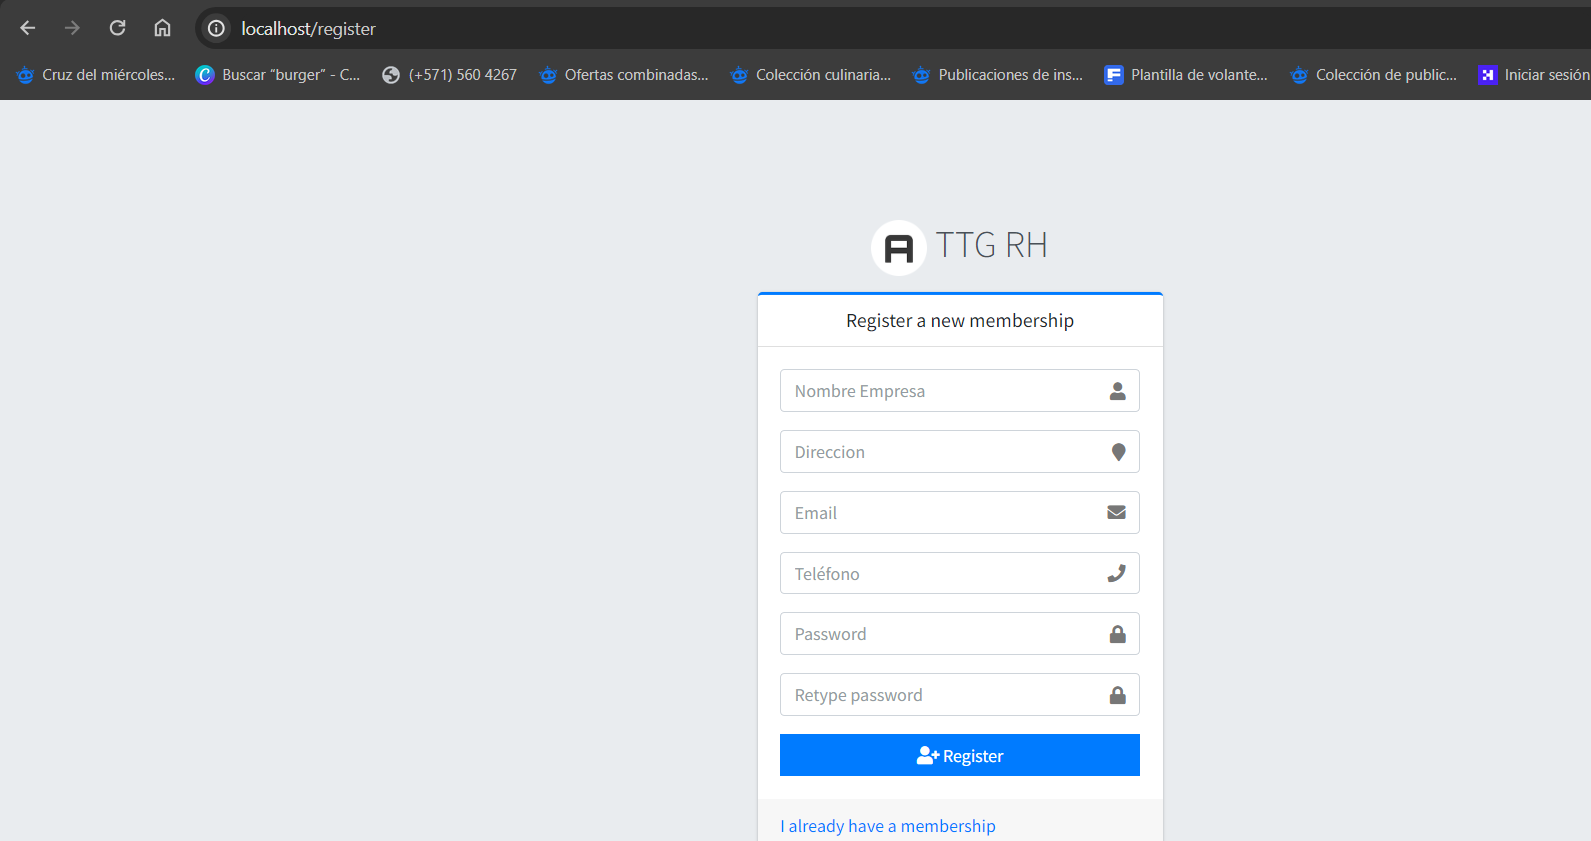 localhost/register
Cruz del miércoles... Buscar “burger” - C... (+571) 560 4267 Ofertas combinadas... Colección culinaria... Publicaciones de ins... Plantilla de volante... Colección de public... Iniciar sesión
TTG RH
Register a new membership
Nombre Empresa
Direccion
Email
Teléfono
Password
Retype password
Register
I already have a membership